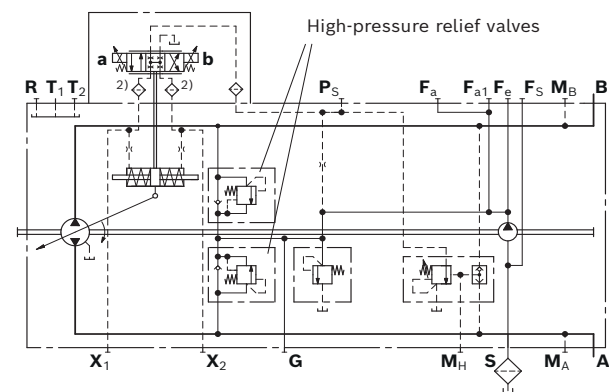 High-pressure relief valves
a b
2) 2)
R T1 T2 PS Fa Fa1 Fe FS MB B
X1 X2 G MH S MA A